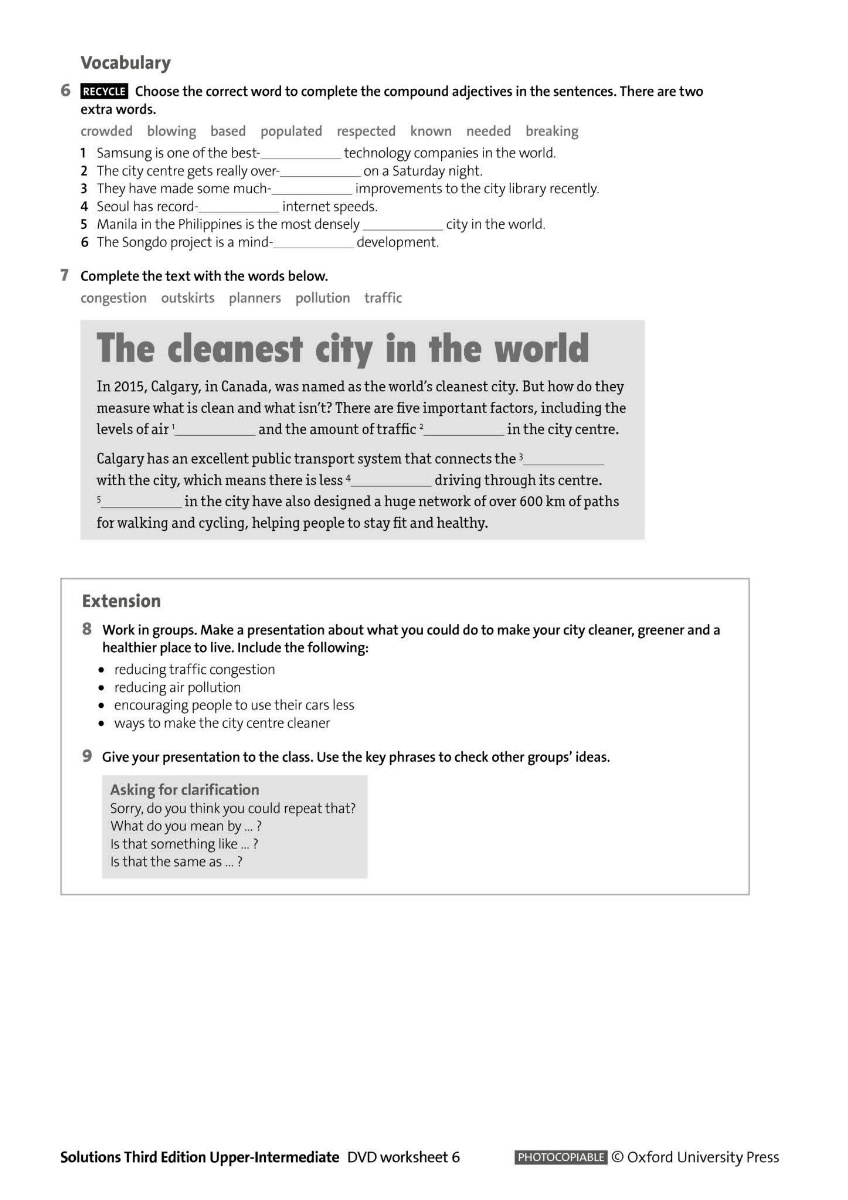 Vocabulary
6 RECYCLE Choose the correct word to complete the compound adjectives in the sentences. There are two
extra words.
crowded blowing based populated respected known needed breaking
1 Samsung is one of the best-__________ technology companies in the world.
2 The city centre gets really over-__________ on a Saturday night.
3 They have made some much-__________ improvements to the city library recently.
4 Seoul has record-__________ internet speeds.
5 Manila in the Philippines is the most densely __________ city in the world.
6 The Songdo project is a mind-__________ development.
7 Complete the text with the words below.
congestion outskirts planners pollution traffic
The cleanest city in the world
In 2015, Calgary, in Canada, was named as the world's cleanest city. But how do they
measure what is clean and what isn't? There are five important factors, including the
levels of air ¹__________ and the amount of traffic ²__________ in the city centre.
Calgary has an excellent public transport system that connects the ³__________
with the city, which means there is less ⁴__________ driving through its centre.
⁵__________ in the city have also designed a huge network of over 600 km of paths
for walking and cycling, helping people to stay fit and healthy.
Extension
8 Work in groups. Make a presentation about what you could do to make your city cleaner, greener and a
healthier place to live. Include the following:
• reducing traffic congestion
• reducing air pollution
• encouraging people to use their cars less
• ways to make the city centre cleaner
9 Give your presentation to the class. Use the key phrases to check other groups' ideas.
Asking for clarification
Sorry, do you think you could repeat that?
What do you mean by ... ?
Is that something like ... ?
Is that the same as ... ?
Solutions Third Edition Upper-Intermediate DVD worksheet 6 PHOTOCOPIABLE © Oxford University Press